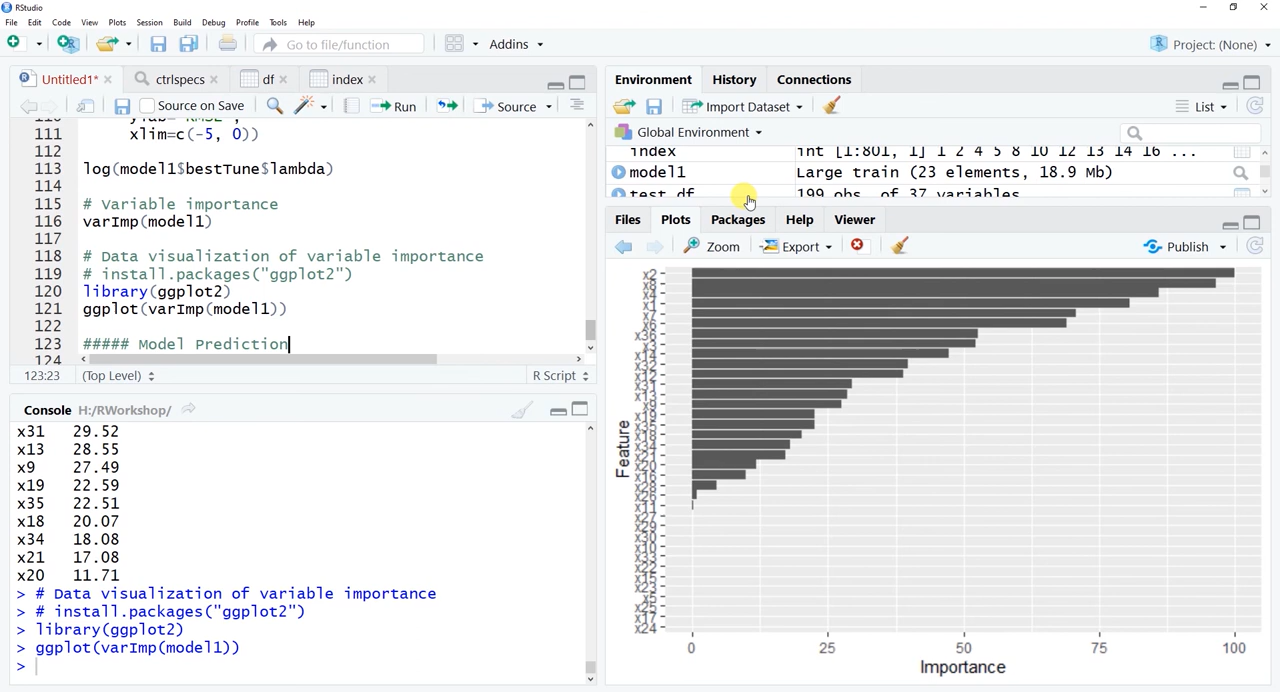 RStudio
File Edit Code View Plots Session Build Debug Profile Tools Help
Go to file/function
Addins
Project: (None)
Untitled1* ctrlspecs df index
Source on Save Run Source
xlim=c(-5, 0))
log(model1$bestTune$lambda)
# Variable importance
varImp(model1)
# Data visualization of variable importance
# install.packages("ggplot2")
library(ggplot2)
ggplot(varImp(model1))
##### Model Prediction
111
112
113
114
115
116
117
118
119
120
121
122
123
124
123:23 (Top Level) R Script
Console H:/RWorkshop/
x31 29.52
x13 28.55
x9 27.49
x19 22.59
x35 22.51
x18 20.07
x34 18.08
x21 17.08
x20 11.71
> # Data visualization of variable importance
> # install.packages("ggplot2")
> library(ggplot2)
> ggplot(varImp(model1))
>
Environment History Connections
Import Dataset List
Global Environment
index int [1:801, 1] 1 2 4 5 8 10 12 13 14 16 ...
model1 Large train (23 elements, 18.9 Mb)
test df 199 obs. of 37 variables
Files Plots Packages Help Viewer
Zoom Export Publish
Feature
x2
x8
x4
x1
x7
x6
x36
x3
x14
x32
x12
x31
x13
x9
x19
x35
x18
x34
x21
x20
x16
x28
x26
x11
x27
x29
x30
x10
x33
x22
x15
x23
x5
x25
x17
x24
0 25 50 75 100
Importance